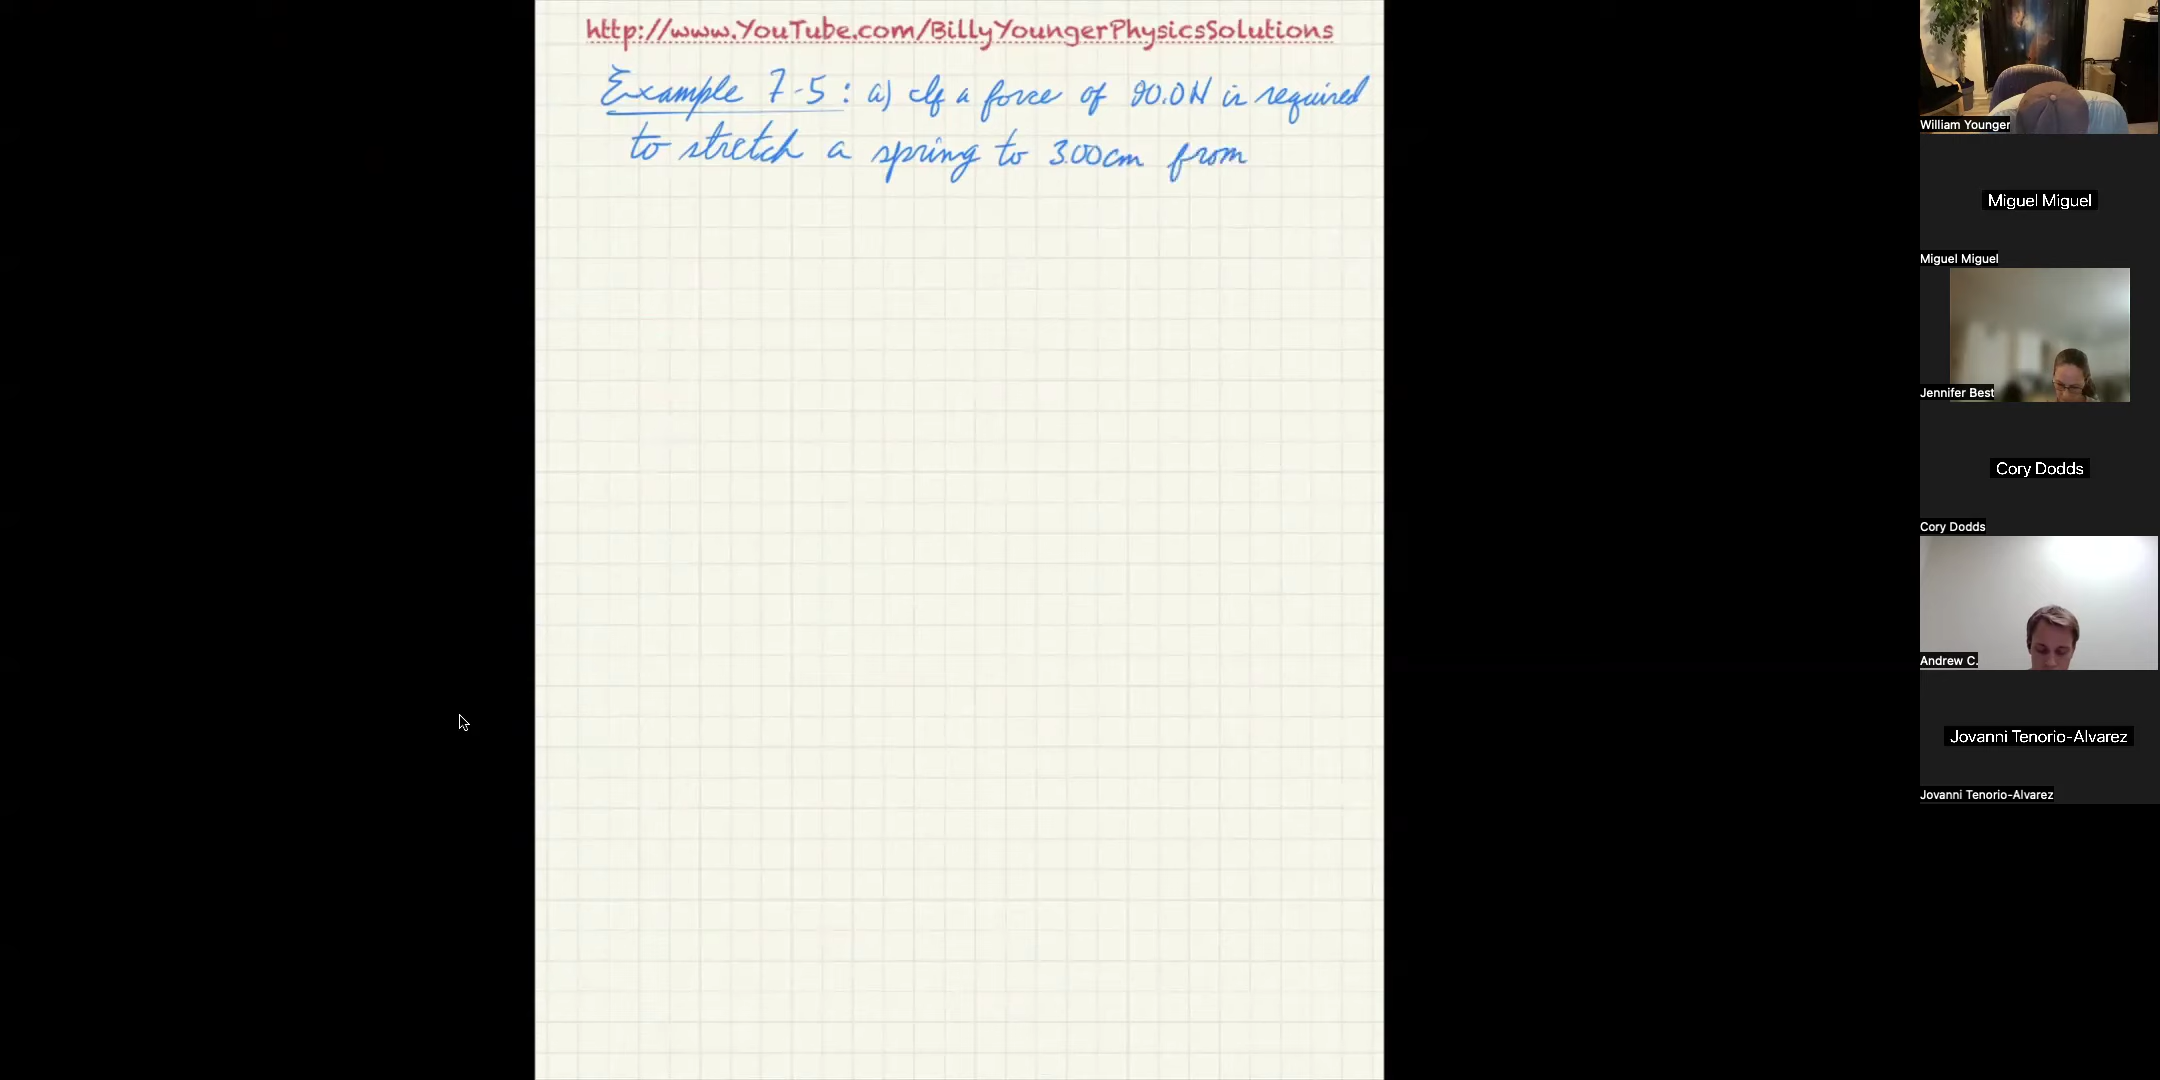 http://www.YouTube.com/BillyYoungerPhysicsSolutions
Example 7-5: a) If a force of 90.0N is required
to stretch a spring to 3.00cm from
William Younger
Miguel Miguel
Miguel Miguel
Jennifer Best
Cory Dodds
Cory Dodds
Andrew C.
Jovanni Tenorio-Alvarez
Jovanni Tenorio-Alvarez